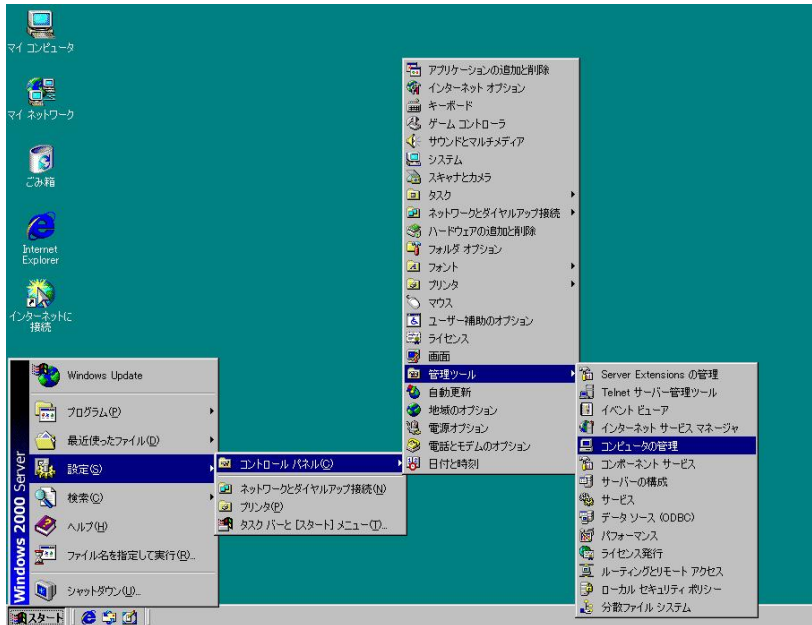 マイ コンピュータ
マイ ネットワーク
ごみ箱
Internet
Explorer
インターネットに
接続
Windows 2000 Server
Windows Update
プログラム(P)
最近使ったファイル(D)
設定(S)
検索(C)
ヘルプ(H)
ファイル名を指定して実行(R)...
シャットダウン(U)...
スタート
コントロール パネル(C)
ネットワークとダイヤルアップ接続(N)
プリンタ(P)
タスク バーと [スタート] メニュー(T)...
アプリケーションの追加と削除
インターネット オプション
キーボード
ゲーム コントローラ
サウンドとマルチメディア
システム
スキャナとカメラ
タスク
ネットワークとダイヤルアップ接続
ハードウェアの追加と削除
フォルダ オプション
フォント
プリンタ
マウス
ユーザー補助のオプション
ライセンス
画面
管理ツール
自動更新
地域のオプション
電源オプション
電話とモデムのオプション
日付と時刻
Server Extensions の管理
Telnet サーバー管理ツール
イベント ビューア
インターネット サービス マネージャ
コンピュータの管理
コンポーネント サービス
サーバーの構成
サービス
データ ソース (ODBC)
パフォーマンス
ライセンス発行
ルーティングとリモート アクセス
ローカル セキュリティ ポリシー
分散ファイル システム